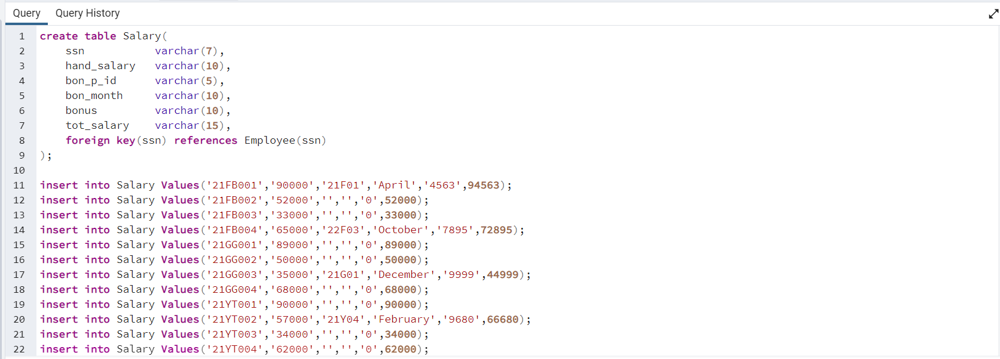 Query Query History
1 create table Salary(
2 ssn varchar(7),
3 hand_salary varchar(10),
4 bon_p_id varchar(5),
5 bon_month varchar(10),
6 bonus varchar(10),
7 tot_salary varchar(15),
8 foreign key(ssn) references Employee(ssn)
9 );
10
11 insert into Salary Values('21FB001','90000','21F01','April','4563',94563);
12 insert into Salary Values('21FB002','52000','','','0',52000);
13 insert into Salary Values('21FB003','33000','','','0',33000);
14 insert into Salary Values('21FB004','65000','22F03','October','7895',72895);
15 insert into Salary Values('21GG001','89000','','','0',89000);
16 insert into Salary Values('21GG002','50000','','','0',50000);
17 insert into Salary Values('21GG003','35000','21G01','December','9999',44999);
18 insert into Salary Values('21GG004','68000','','','0',68000);
19 insert into Salary Values('21YT001','90000','','','0',90000);
20 insert into Salary Values('21YT002','57000','21Y04','February','9680',66680);
21 insert into Salary Values('21YT003','34000','','','0',34000);
22 insert into Salary Values('21YT004','62000','','','0',62000);